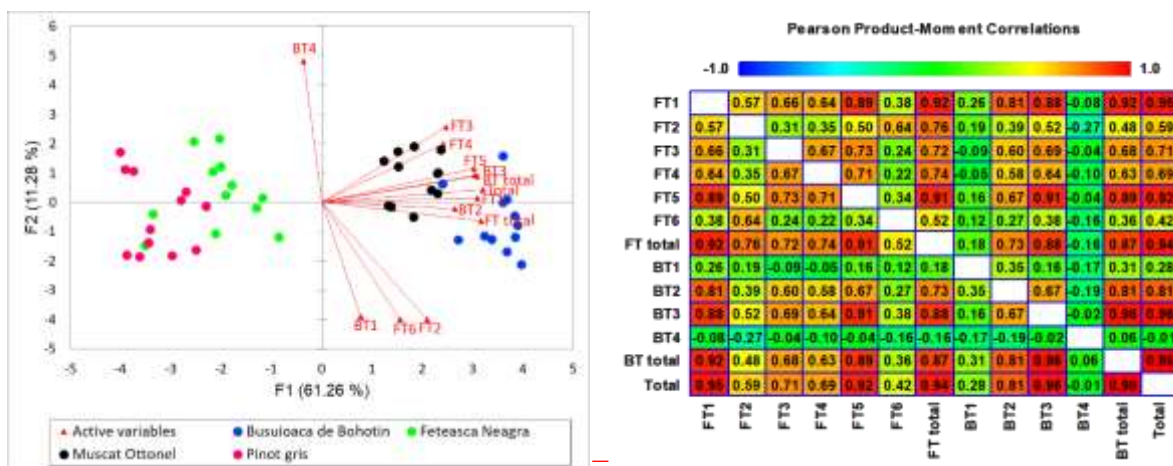 6
5
4
3
2
1
0
-1
-2
-3
-4
-5
F2 (11.28 %)
BT4
FT3
FT4
FT5
BT3
BT total
Total
BT2
FT total
BT1
FT6
FT2
-5 -4 -3 -2 -1 0 1 2 3 4 5
F1 (61.26 %)
Active variables Busuioaca de Bohotin Feteasca Neagra
Muscat Ottonel Pinot gris
Pearson Product-Moment Correlations
-1.0 1.0
FT1 0.57 0.66 0.64 0.89 0.38 0.92 0.26 0.81 0.88 -0.08 0.92
FT2 0.57 0.31 0.35 0.50 0.64 0.76 0.19 0.39 0.52 -0.27 0.48 0.59
FT3 0.66 0.31 0.67 0.73 0.24 0.72 -0.09 0.60 0.69 -0.04 0.68 0.71
FT4 0.64 0.35 0.67 0.71 0.22 0.74 -0.05 0.58 0.64 -0.10 0.63 0.69
FT5 0.89 0.50 0.73 0.71 0.34 0.91 0.16 0.67 0.91 -0.04
FT6 0.38 0.64 0.24 0.22 0.34 0.52 0.12 0.27 0.38 -0.16 0.36 0.42
FT total 0.92 0.76 0.72 0.74 0.91 0.52 0.18 0.73 0.88 -0.16 0.87 0.94
BT1 0.26 0.19 -0.09 -0.05 0.16 0.12 0.18 0.35 0.16 -0.17 0.31 0.28
BT2 0.81 0.39 0.60 0.58 0.67 0.27 0.73 0.35 0.67 -0.19 0.81 0.81
BT3 0.88 0.52 0.69 0.64 0.91 0.38 0.88 0.16 0.67 -0.02
BT4 -0.08 -0.27 -0.04 -0.10 -0.04 -0.16 -0.16 -0.17 -0.19 -0.02 0.06 -0.01
BT total 0.92 0.48 0.68 0.63 0.89 0.36 0.87 0.31 0.81 0.06
Total 0.95 0.59 0.71 0.69 0.92 0.42 0.94 0.28 0.81 0.96 -0.01
FT1 FT2 FT3 FT4 FT5 FT6 FT total BT1 BT2 BT3 BT4 BT total Total